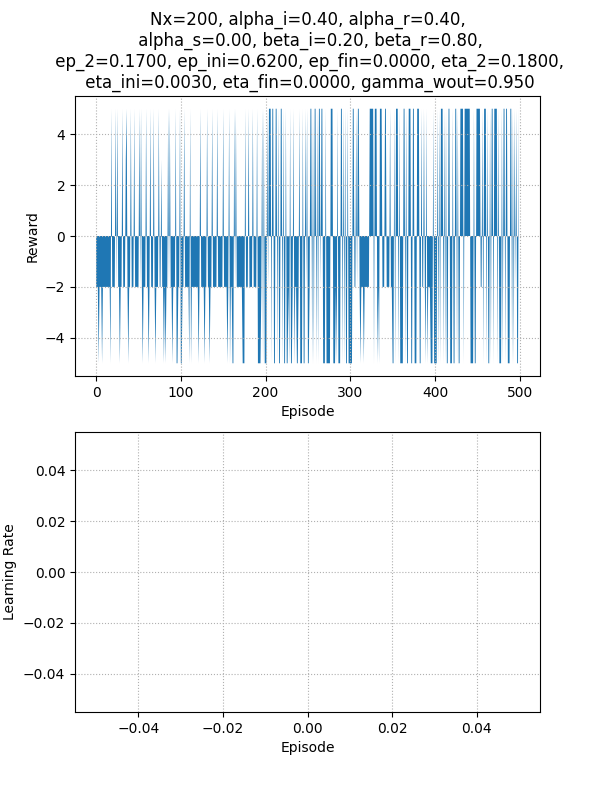 Nx=200, alpha_i=0.40, alpha_r=0.40,
alpha_s=0.00, beta_i=0.20, beta_r=0.80,
ep_2=0.1700, ep_ini=0.6200, ep_fin=0.0000, eta_2=0.1800,
eta_ini=0.0030, eta_fin=0.0000, gamma_wout=0.950
4
2
0
−2
−4
Reward
0 100 200 300 400 500
Episode
0.04
0.02
0.00
−0.02
−0.04
Learning Rate
−0.04 −0.02 0.00 0.02 0.04
Episode